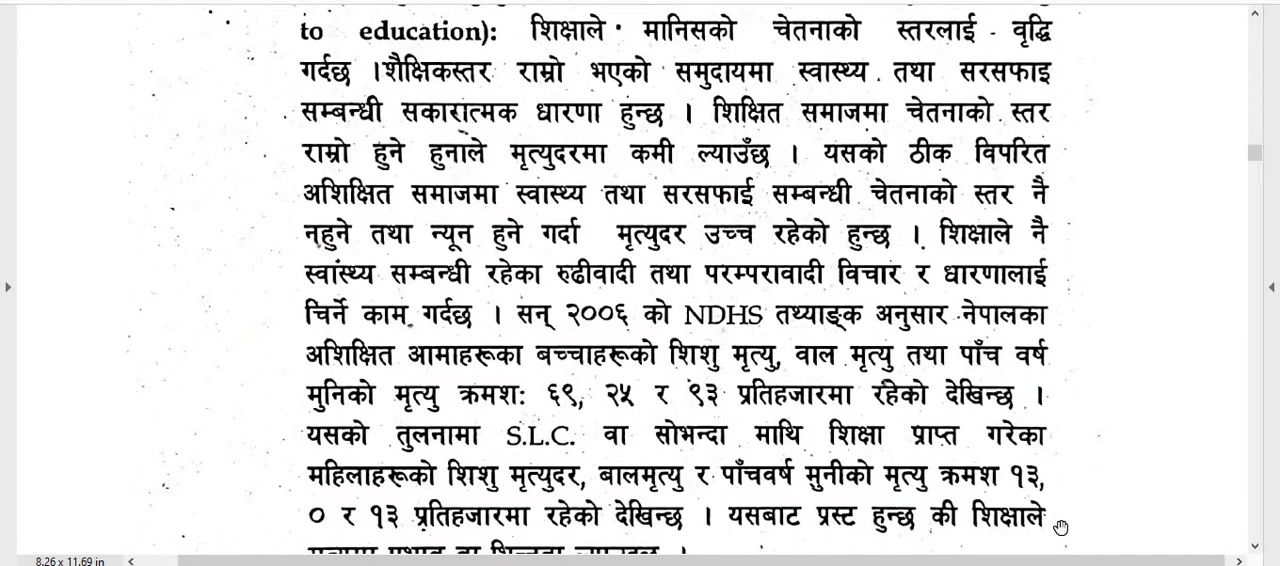 to education): शिक्षाले मानिसको चेतनाको स्तरलाई वृद्धि
गर्दछ ।शैक्षिकस्तर राम्रो भएको समुदायमा स्वास्थ्य तथा सरसफाइ
सम्बन्धी सकारात्मक धारणा हुन्छ । शिक्षित समाजमा चेतनाको स्तर
राम्रो हुने हुनाले मृत्युदरमा कमी ल्याउँछ । यसको ठीक विपरित
अशिक्षित समाजमा स्वास्थ्य तथा सरसफाई सम्बन्धी चेतनाको स्तर नै
नहुने तथा न्यून हुने गर्दा मृत्युदर उच्च रहेको हुन्छ । शिक्षाले नै
स्वास्थ्य सम्बन्धी रहेका रुढीवादी तथा परम्परावादी विचार र धारणालाई
चिर्ने काम गर्दछ । सन् २००६ को NDHS तथ्याङ्क अनुसार नेपालका
अशिक्षित आमाहरूका बच्चाहरूको शिशु मृत्यु, वाल मृत्यु तथा पाँच वर्ष
मुनिको मृत्यु क्रमशः ६९, २५ र ९३ प्रतिहजारमा रहेको देखिन्छ ।
यसको तुलनामा S.L.C. वा सोभन्दा माथि शिक्षा प्राप्त गरेका
महिलाहरूको शिशु मृत्युदर, बालमृत्यु र पाँचवर्ष मुनीको मृत्यु क्रमश १३,
० र १३ प्रतिहजारमा रहेको देखिन्छ । यसबाट प्रस्ट हुन्छ की शिक्षाले
8.26 x 11.69 in